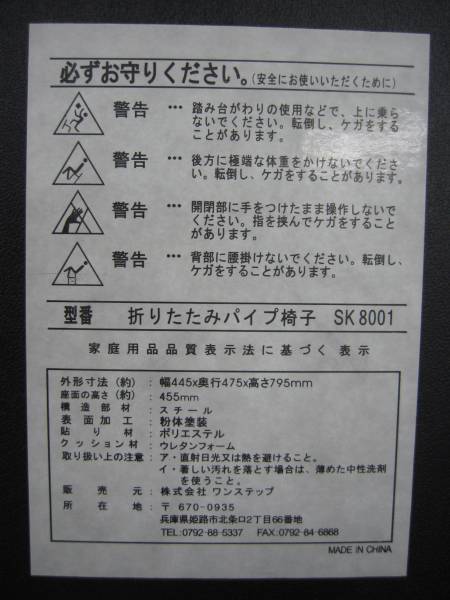 必ずお守りください。(安全にお使いいただくために)
警告 … 踏み台がわりの使用などで、上に乗ら
ないでください。転倒し、ケガをする
ことがあります。
警告 … 後方に極端な体重をかけないでくださ
い。転倒し、ケガをすることがあります。
警告 … 開閉部に手をつけたまま操作しないで
ください。指を挟んでケガをすること
があります。
警告 … 背部に腰掛けないでください。転倒し、
ケガをすることがあります。
型番 折りたたみパイプ椅子 SK8001
家庭用品品質表示法に基づく表示
外形寸法(約):幅445x奥行475x高さ795mm
座面の高さ(約):455mm
構造部材:スチール
表面加工:粉体塗装
貼り材:ポリエステル
クッション材:ウレタンフォーム
取り扱い上の注意:ア・直射日光又は熱を避けること。
イ・著しい汚れを落とす場合は、薄めた中性洗剤
を使うこと。
販売元:株式会社 ワンステップ
所在地:〒 670-0935
兵庫県姫路市北条口2丁目66番地
TEL:0792-88-5337 FAX:0792-84-6868
MADE IN CHINA